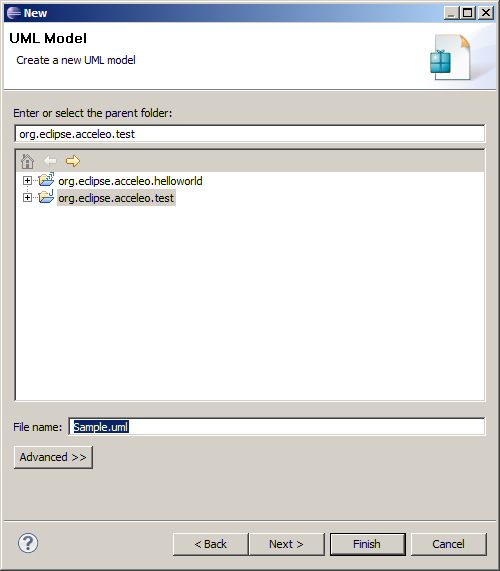 New
UML Model
Create a new UML model
Enter or select the parent folder:
org.eclipse.acceleo.test
org.eclipse.acceleo.helloworld
org.eclipse.acceleo.test
File name: Sample.uml
Advanced >>
? < Back Next > Finish Cancel